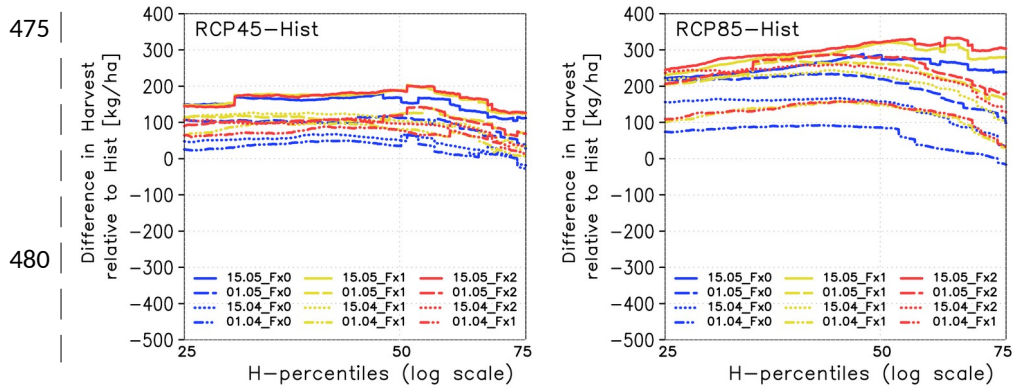 475
480
RCP45-Hist
Difference in Harvest
relative to Hist [kg/ha]
400
300
200
100
0
-100
-200
-300
-400
-500
15.05_Fx0 15.05_Fx1 15.05_Fx2
01.05_Fx0 01.05_Fx1 01.05_Fx2
15.04_Fx0 15.04_Fx1 15.04_Fx2
01.04_Fx0 01.04_Fx1 01.04_Fx1
25 50 75
H-percentiles (log scale)
RCP85-Hist
Difference in Harvest
relative to Hist [kg/ha]
400
300
200
100
0
-100
-200
-300
-400
-500
15.05_Fx0 15.05_Fx1 15.05_Fx2
01.05_Fx0 01.05_Fx1 01.05_Fx2
15.04_Fx0 15.04_Fx1 15.04_Fx2
01.04_Fx0 01.04_Fx1 01.04_Fx1
25 50 75
H-percentiles (log scale)